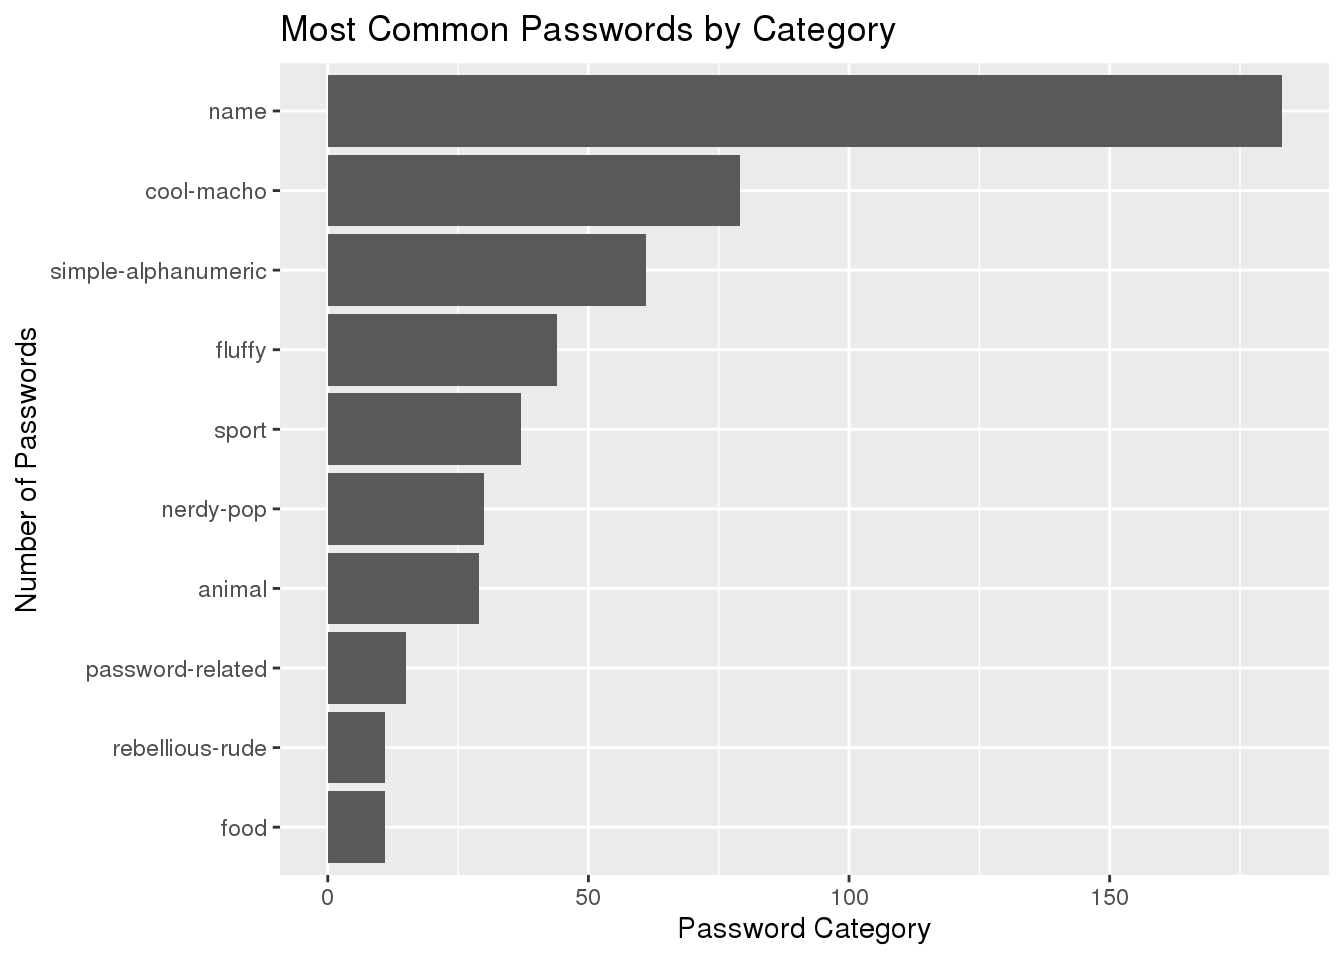 Most Common Passwords by Category
Number of Passwords
name
cool-macho
simple-alphanumeric
fluffy
sport
nerdy-pop
animal
password-related
rebellious-rude
food
0 50 100 150
Password Category